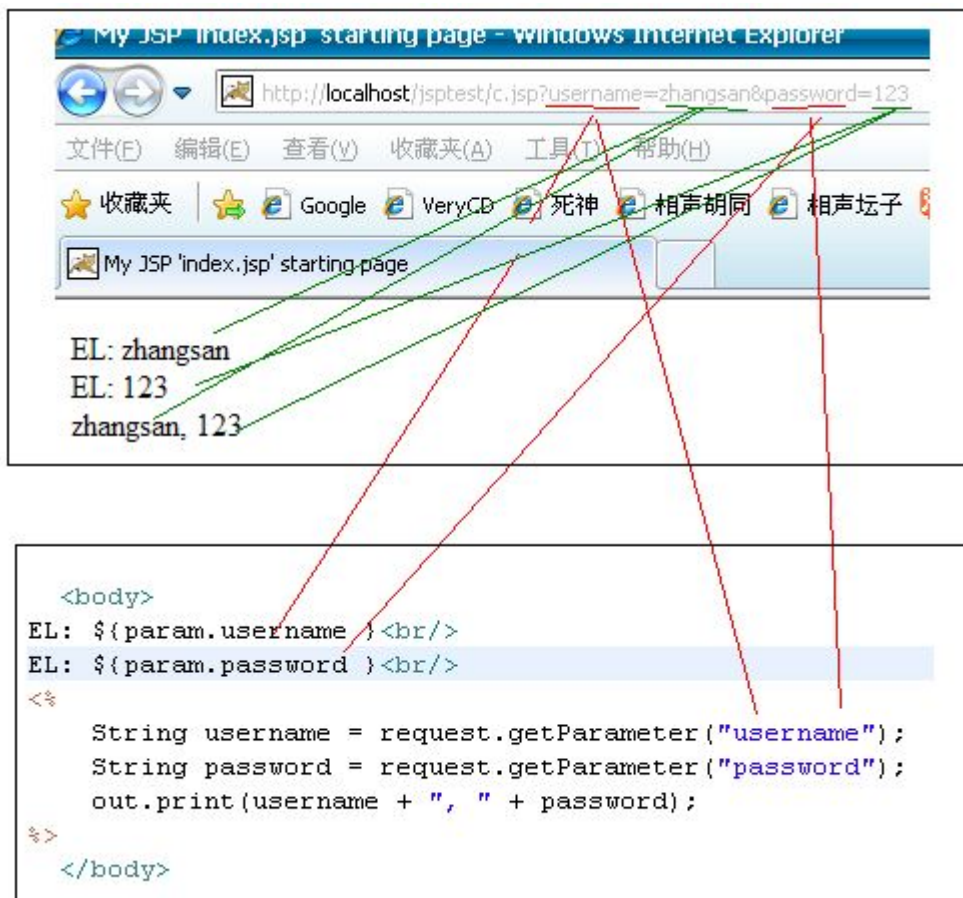 My JSP 'index.jsp' starting page - Windows Internet Explorer
http://localhost/jsptest/c.jsp?username=zhangsan&password=123
文件(F) 编辑(E) 查看(V) 收藏夹(A) 工具(T) 帮助(H)
收藏夹 Google VeryCD 死神 相声胡同 相声坛子
My JSP 'index.jsp' starting page
EL: zhangsan
EL: 123
zhangsan, 123
<body>
EL: ${param.username }<br/>
EL: ${param.password }<br/>
<%
String username = request.getParameter("username");
String password = request.getParameter("password");
out.print(username + ", " + password);
%>
</body>